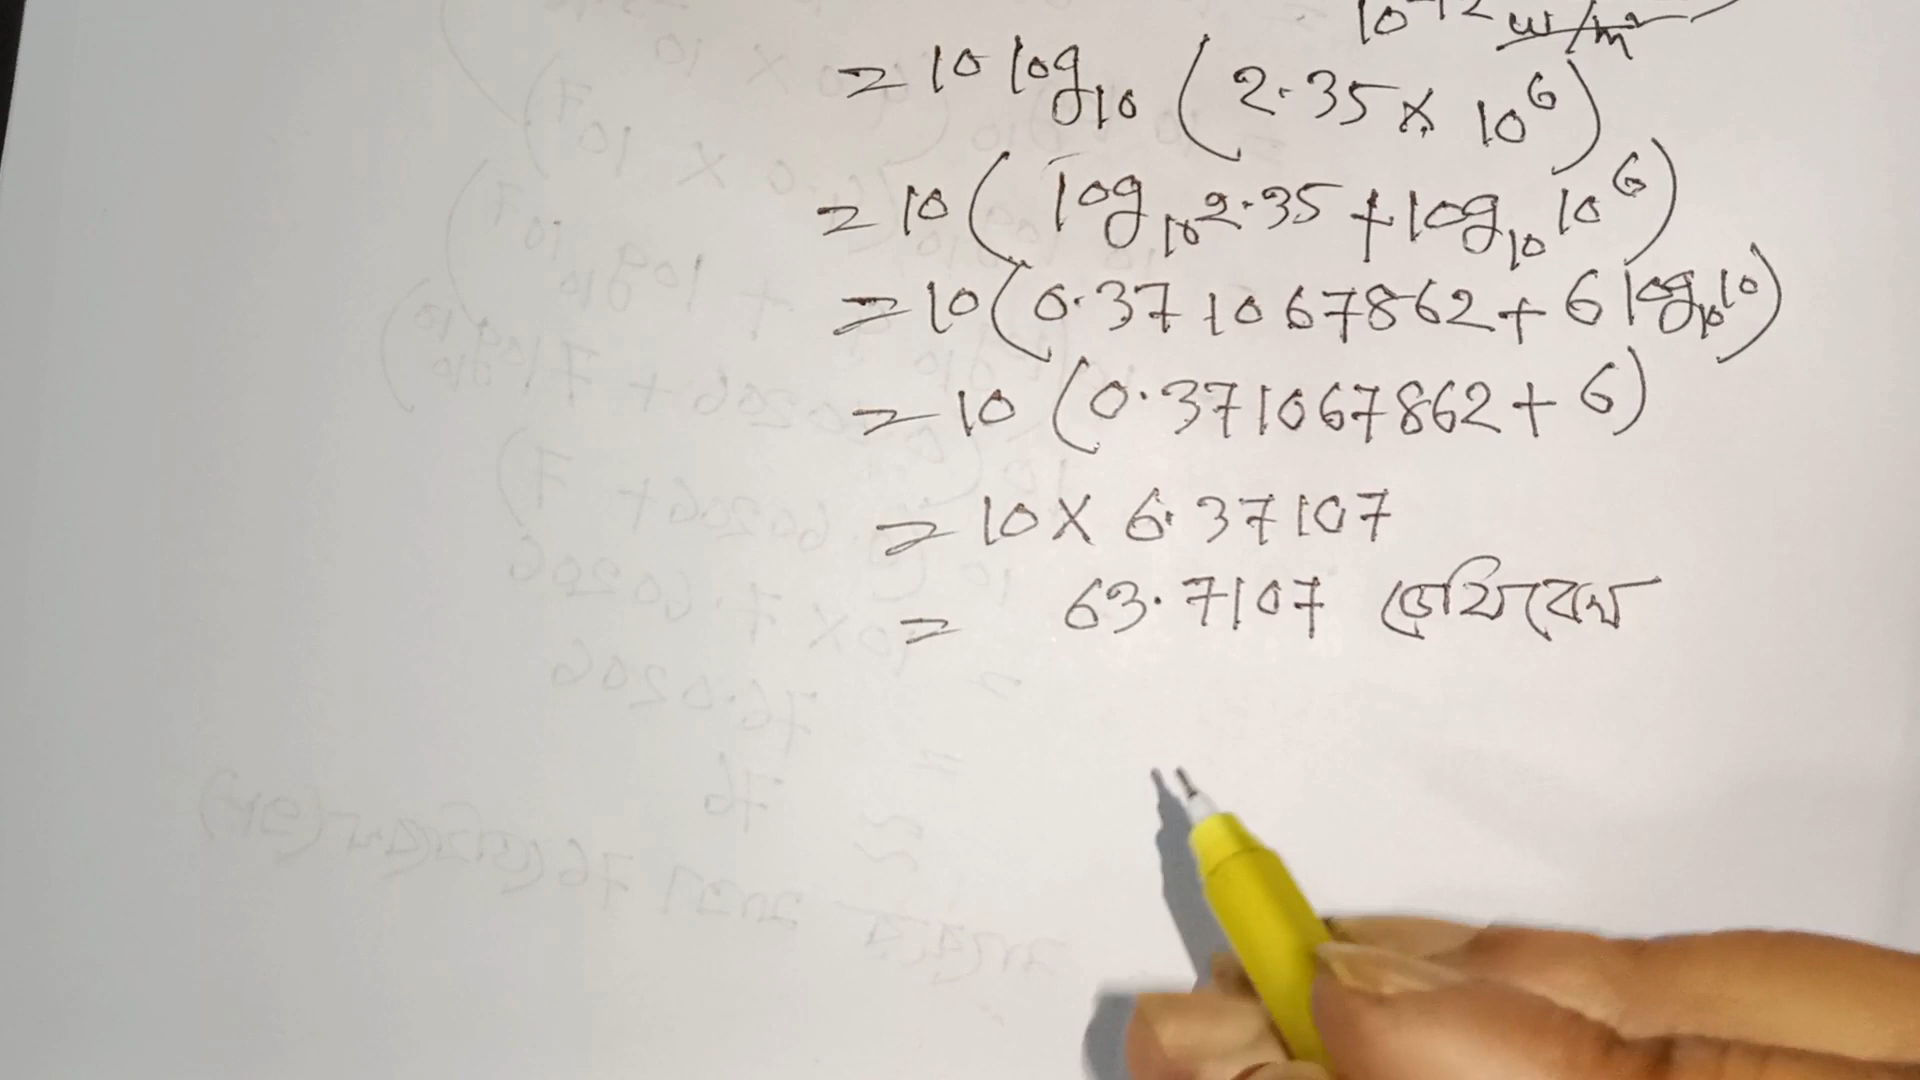 10⁻¹² w/m²
= 10 log₁₀ (2.35 × 10⁶)
= 10 (log₁₀ 2.35 + log₁₀ 10⁶)
= 10 (0.371067862 + 6 log₁₀ 10)
= 10 (0.371067862 + 6)
= 10 × 6.37107
= 63.7107 ডেসিবেল